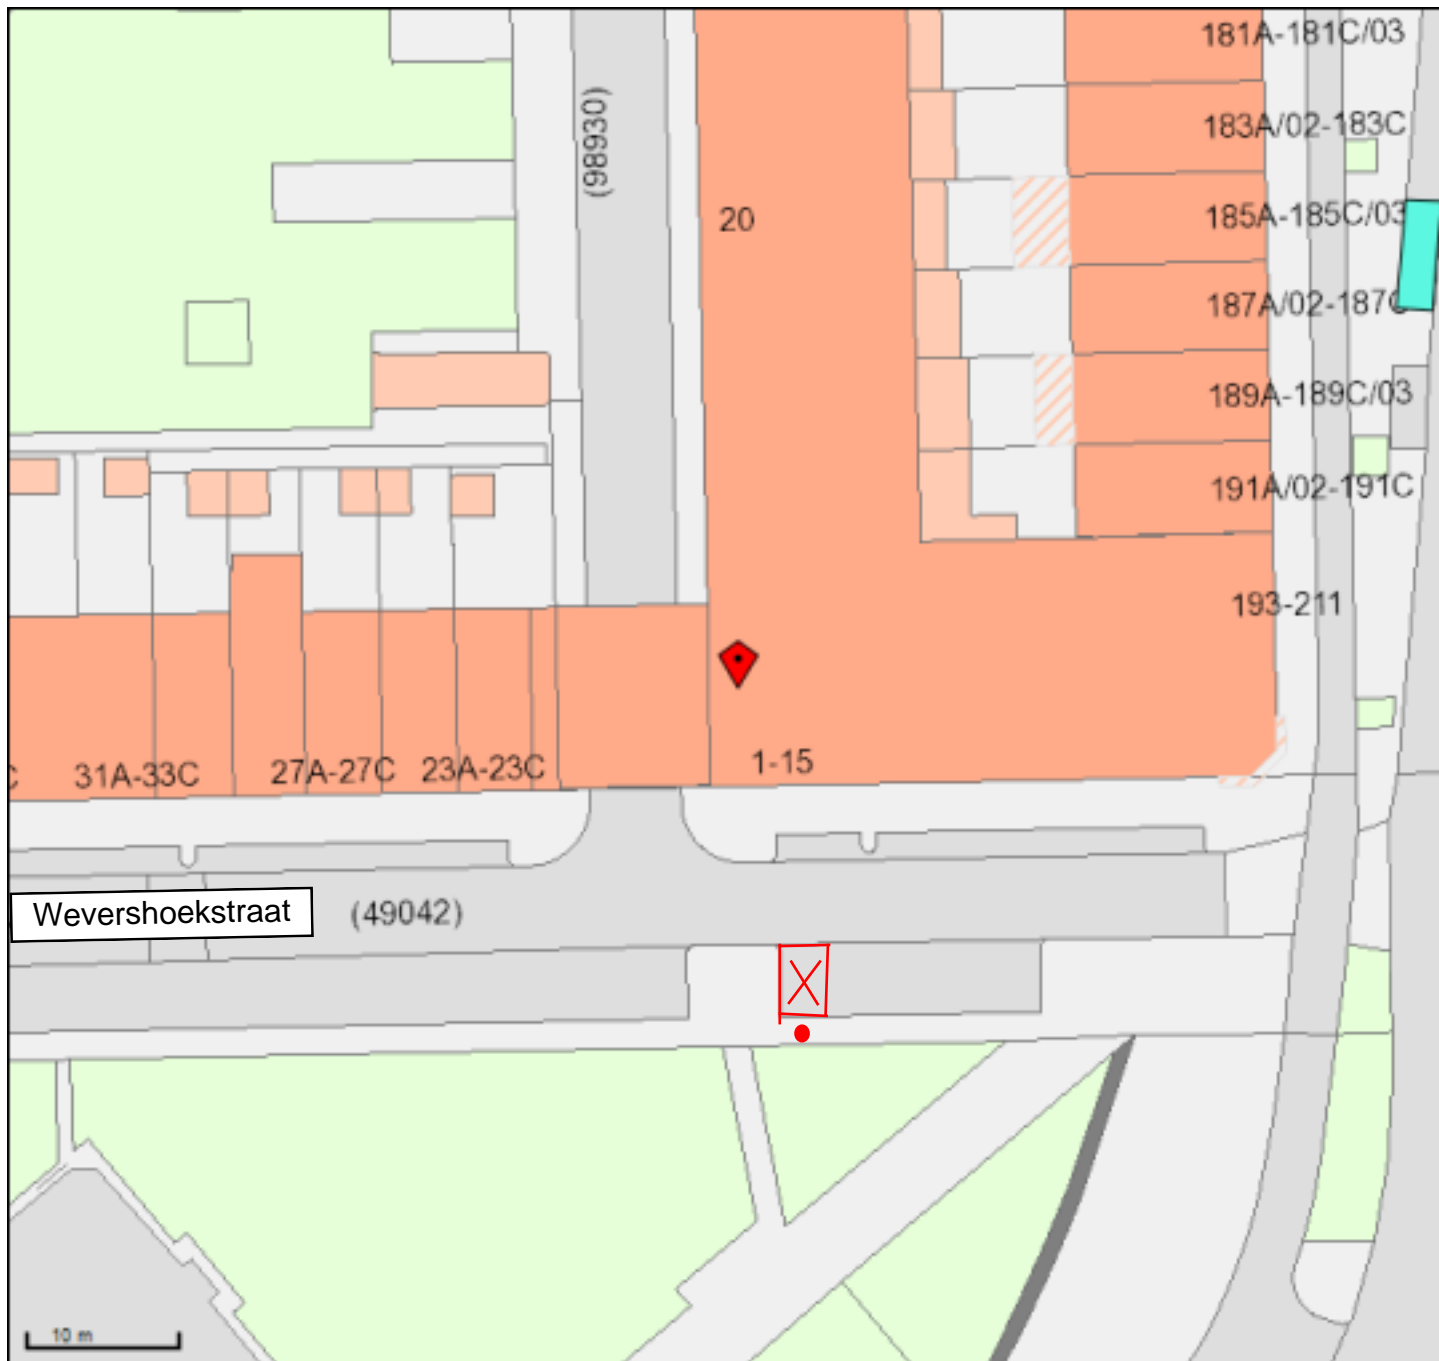 181A-181C/03
(98930)
183A/02-183C
20
185A-185C/03
187A/02-187C
189A-189C/03
191A/02-191C
193-211
1-15
C
31A-33C
27A-27C
23A-23C
Wevershoekstraat
(49042)
10 m